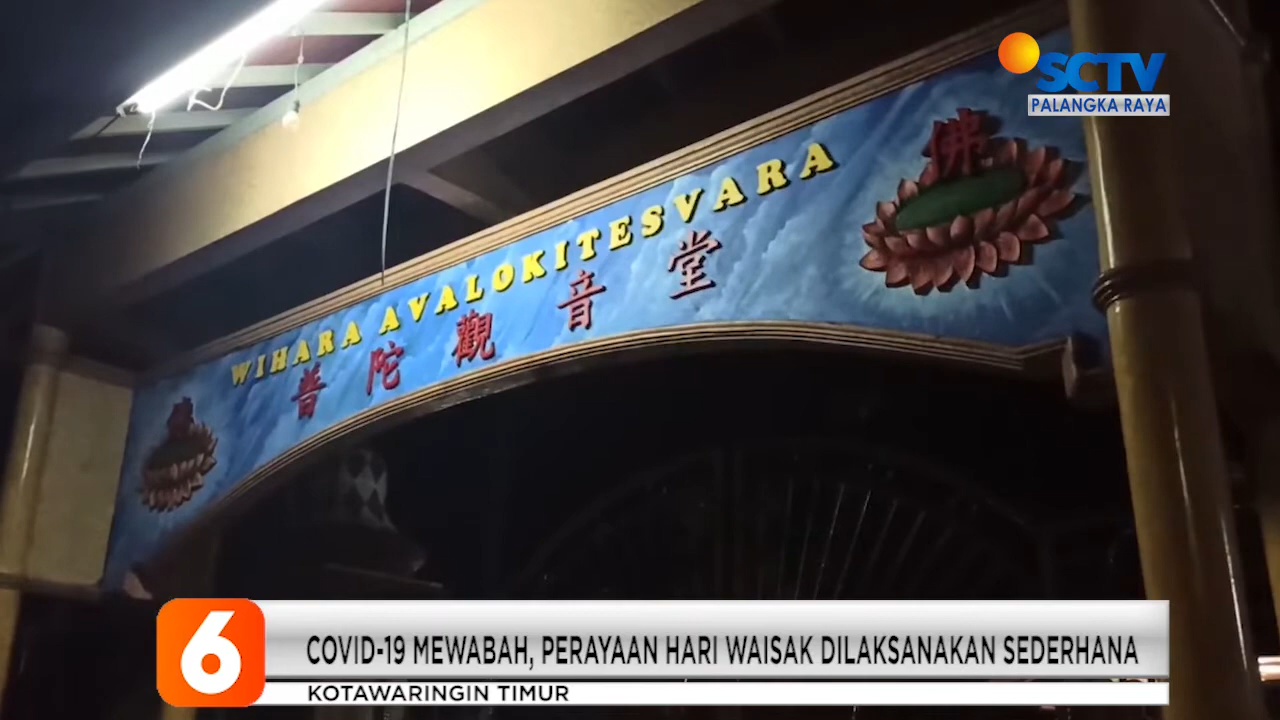 SCTV
PALANGKA RAYA
WIHARA AVALOKITESVARA
普陀觀音堂
佛
佛
6
COVID-19 MEWABAH, PERAYAAN HARI WAISAK DILAKSANAKAN SEDERHANA
KOTAWARINGIN TIMUR